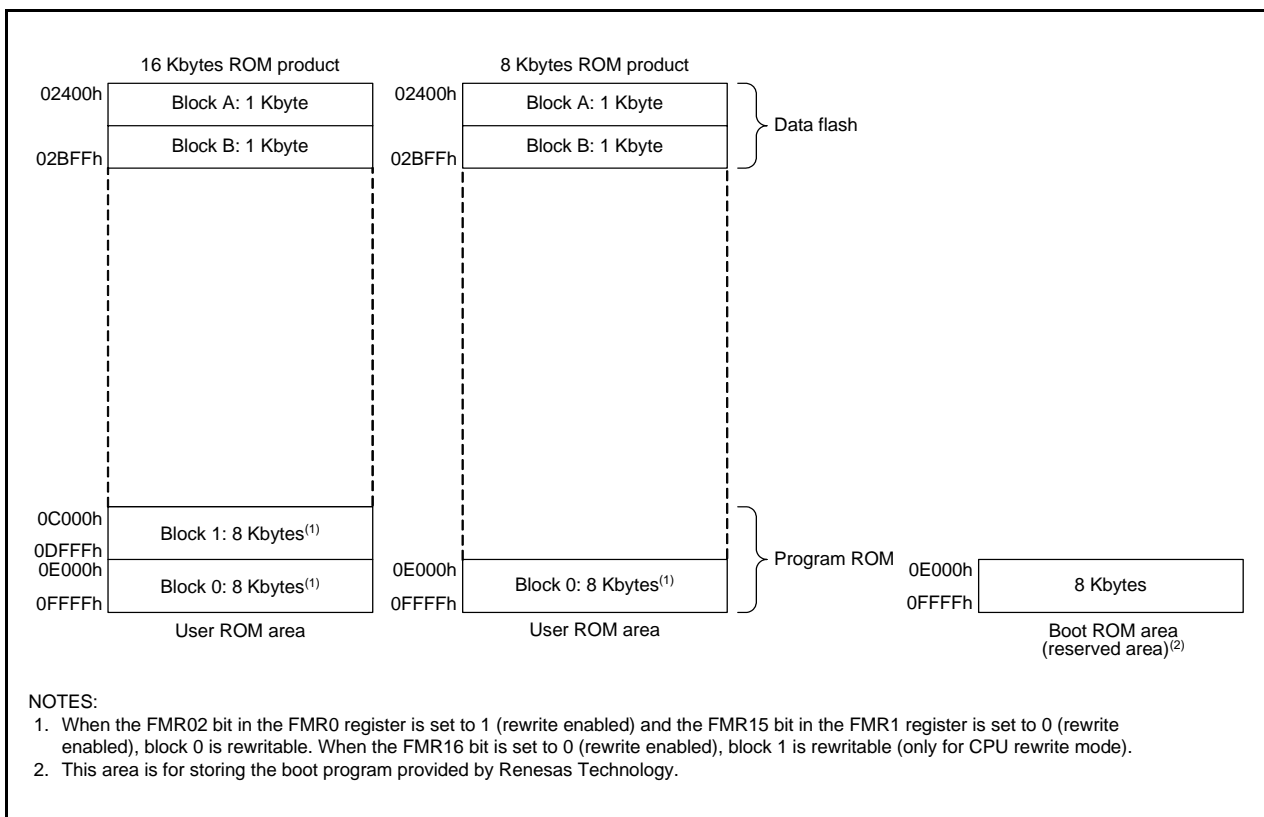 16 Kbytes ROM product
02400h
Block A: 1 Kbyte
Block B: 1 Kbyte
02BFFh
0C000h
Block 1: 8 Kbytes(1)
0DFFFh
0E000h
Block 0: 8 Kbytes(1)
0FFFFh
User ROM area
8 Kbytes ROM product
02400h
Block A: 1 Kbyte
Block B: 1 Kbyte
02BFFh
Data flash
0E000h
Block 0: 8 Kbytes(1)
0FFFFh
User ROM area
Program ROM
0E000h
8 Kbytes
0FFFFh
Boot ROM area
(reserved area)(2)
NOTES:
1. When the FMR02 bit in the FMR0 register is set to 1 (rewrite enabled) and the FMR15 bit in the FMR1 register is set to 0 (rewrite
enabled), block 0 is rewritable. When the FMR16 bit is set to 0 (rewrite enabled), block 1 is rewritable (only for CPU rewrite mode).
2. This area is for storing the boot program provided by Renesas Technology.